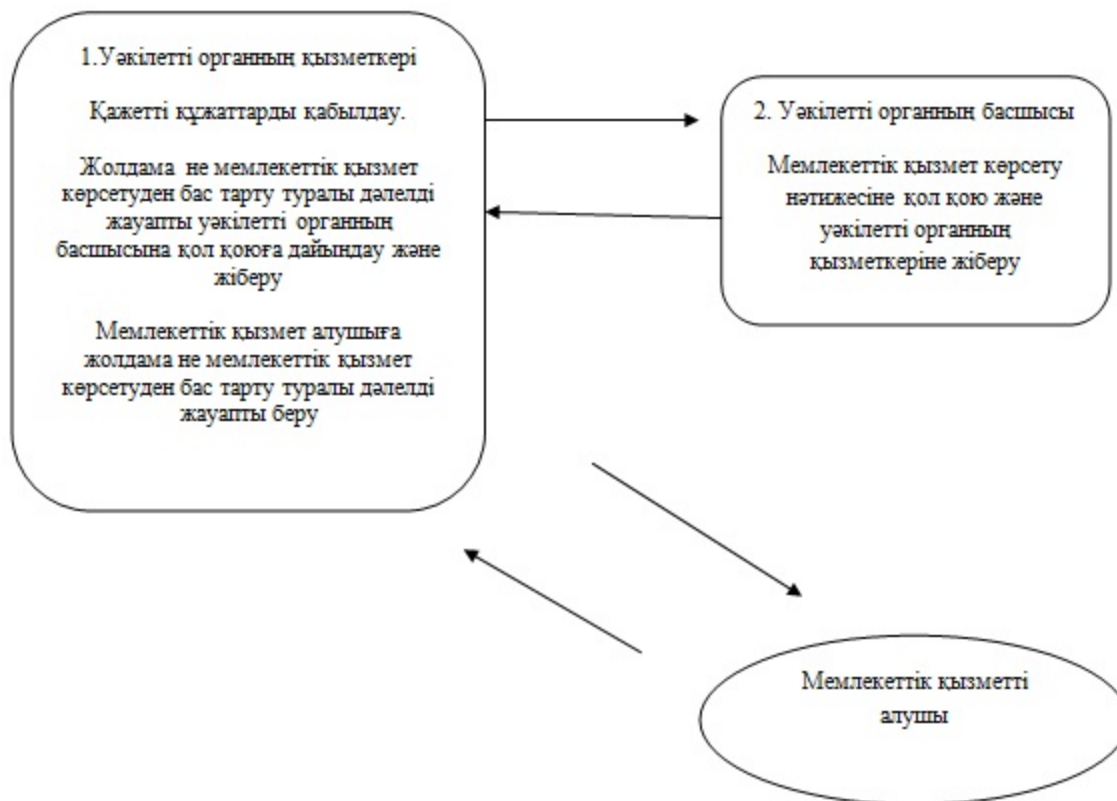 1.Уәкілетті органның қызметкері
Қажетті құжаттарды қабылдау.
Жолдама не мемлекеттік қызмет
көрсетуден бас тарту туралы дәлелді
жауапты уәкілетті органның
басшысына қол қоюға дайындау және
жіберу
Мемлекеттік қызмет алушыға
жолдама не мемлекеттік қызмет
көрсетуден бас тарту туралы дәлелді
жауапты беру
2. Уәкілетті органның басшысы
Мемлекеттік қызмет көрсету
нәтижесіне қол қою және
уәкілетті органның
қызметкеріне жіберу
Мемлекеттік қызметті
алушы